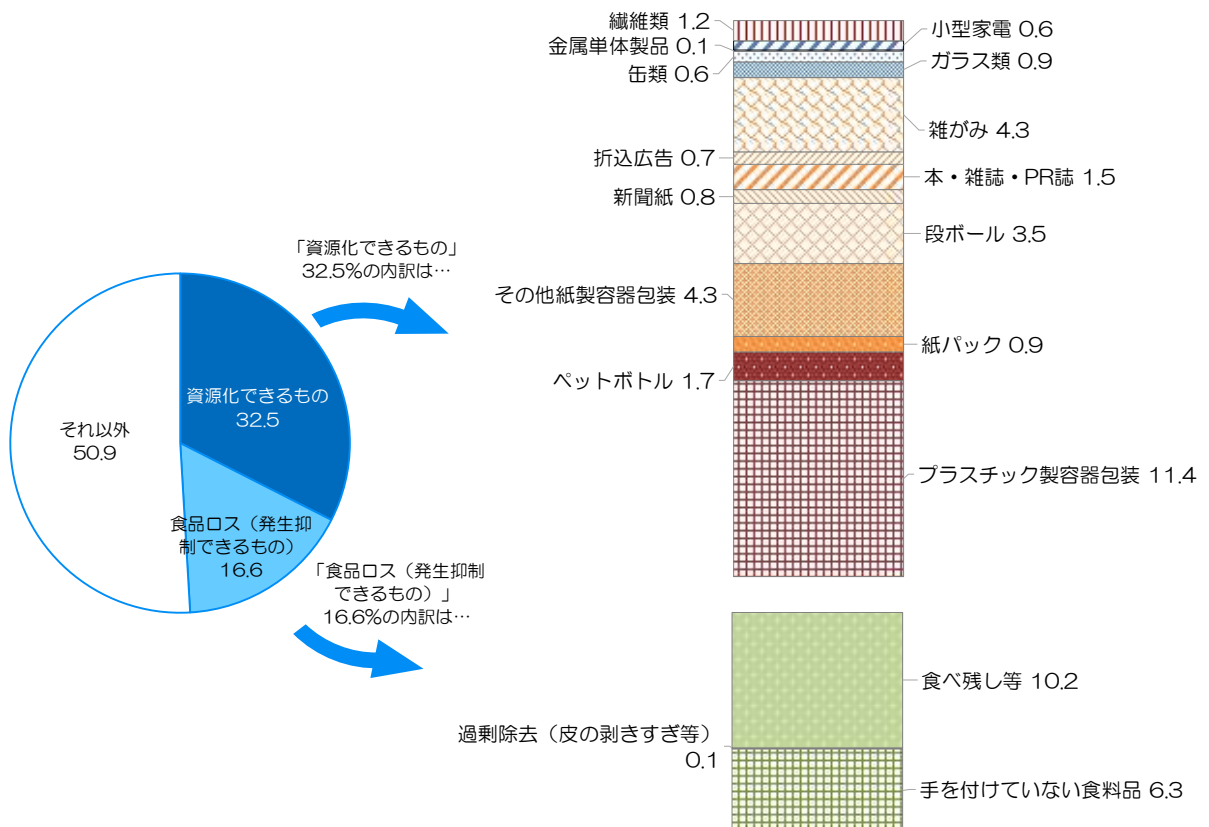 「資源化できるもの」
32.5%の内訳は…
資源化できるもの
32.5
それ以外
50.9
食品ロス（発生抑
制できるもの）
16.6
「食品ロス（発生抑制
できるもの）」
16.6%の内訳は…
繊維類 1.2
小型家電 0.6
金属単体製品 0.1
ガラス類 0.9
缶類 0.6
雑がみ 4.3
折込広告 0.7
本・雑誌・PR誌 1.5
新聞紙 0.8
段ボール 3.5
その他紙製容器包装 4.3
紙パック 0.9
ペットボトル 1.7
プラスチック製容器包装 11.4
食べ残し等 10.2
過剰除去（皮の剥きすぎ等）
0.1
手を付けていない食料品 6.3